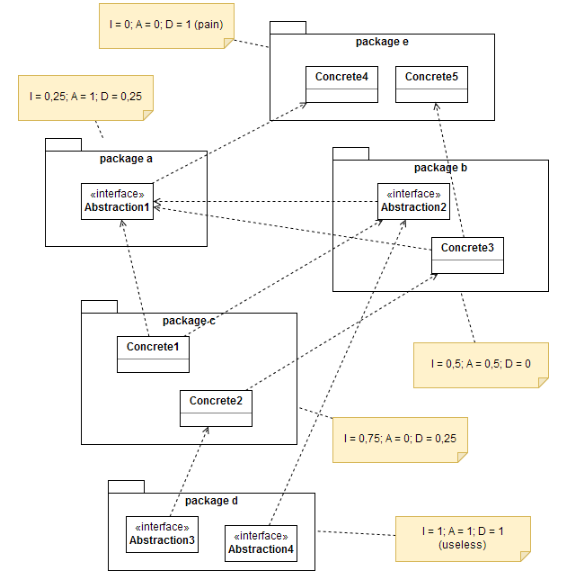 I = 0; A = 0; D = 1 (pain)
package e
Concrete4
Concrete5
I = 0,25; A = 1; D = 0,25
package a
«interface»
Abstraction1
package b
«interface»
Abstraction2
Concrete3
package c
Concrete1
Concrete2
I = 0,5; A = 0,5; D = 0
I = 0,75; A = 0; D = 0,25
package d
«interface»
Abstraction3
«interface»
Abstraction4
I = 1; A = 1; D = 1
(useless)